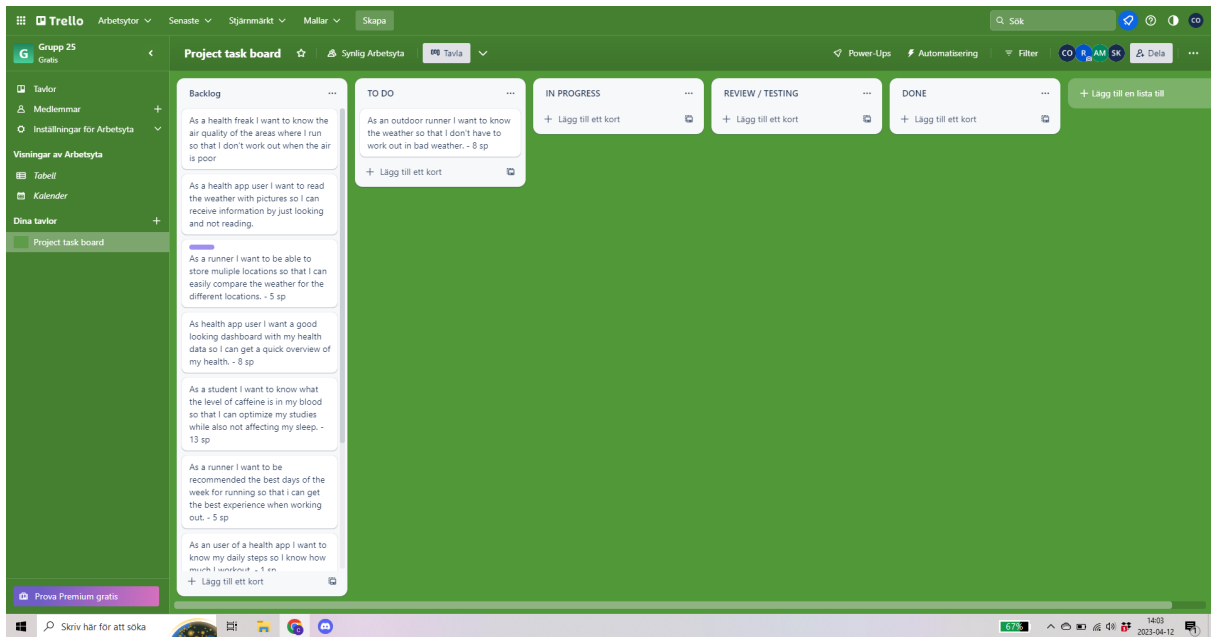 Trello Arbetsytor Senaste Stjärnmärkt Mallar Skapa Sök CO
G Grupp 25
Gratis
Project task board Synlig Arbetsyta Tavla Power-Ups Automatisering Filter CO R AM SK Dela
Tavlor
Medlemmar
Inställningar för Arbetsyta
Visningar av Arbetsyta
Tabell
Kalender
Dina tavlor
Project task board
Prova Premium gratis
Backlog
As a health freak I want to know the
air quality of the areas where I run
so that I don't work out when the air
is poor
As a health app user I want to read
the weather with pictures so I can
receive information by just looking
and not reading.
As a runner I want to be able to
store muliple locations so that I can
easily compare the weather for the
different locations. - 5 sp
As health app user I want a good
looking dashboard with my health
data so I can get a quick overview of
my health. - 8 sp
As a student I want to know what
the level of caffeine is in my blood
so that I can optimize my studies
while also not affecting my sleep. -
13 sp
As a runner I want to be
recommended the best days of the
week for running so that i can get
the best experience when working
out. - 5 sp
As an user of a health app I want to
know my daily steps so I know how
much I workout. - 1 sp
Lägg till ett kort
TO DO
As an outdoor runner I want to know
the weather so that I don't have to
work out in bad weather. - 8 sp
Lägg till ett kort
IN PROGRESS
Lägg till ett kort
REVIEW / TESTING
Lägg till ett kort
DONE
Lägg till ett kort
Lägg till en lista till
Skriv här för att söka
67%
14:03
2023-04-12